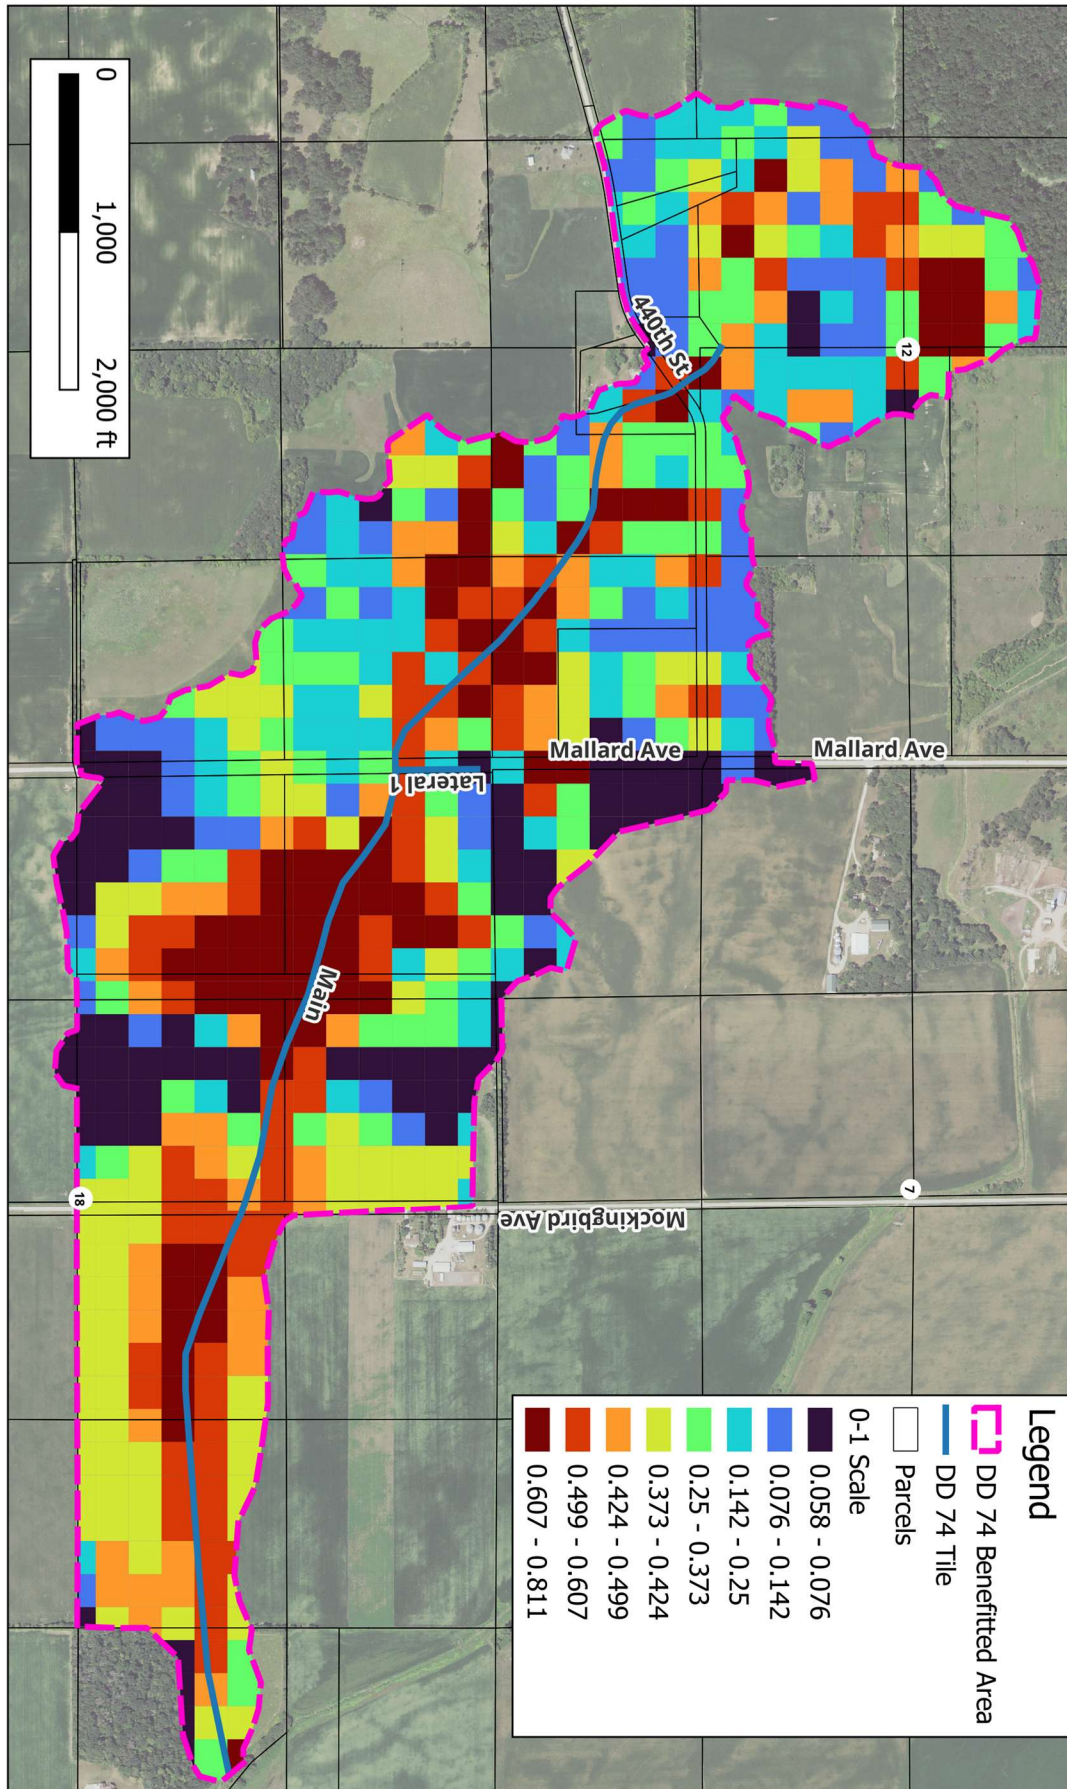 0 1,000 2,000 ft
440th St
12
Mallard Ave
Mallard Ave
Lateral 1
Main
18
7
Mockingbird Ave
Legend
DD 74 Benefitted Area
DD 74 Tile
Parcels
0-1 Scale
0.058 - 0.076
0.076 - 0.142
0.142 - 0.25
0.25 - 0.373
0.373 - 0.424
0.424 - 0.499
0.499 - 0.607
0.607 - 0.811